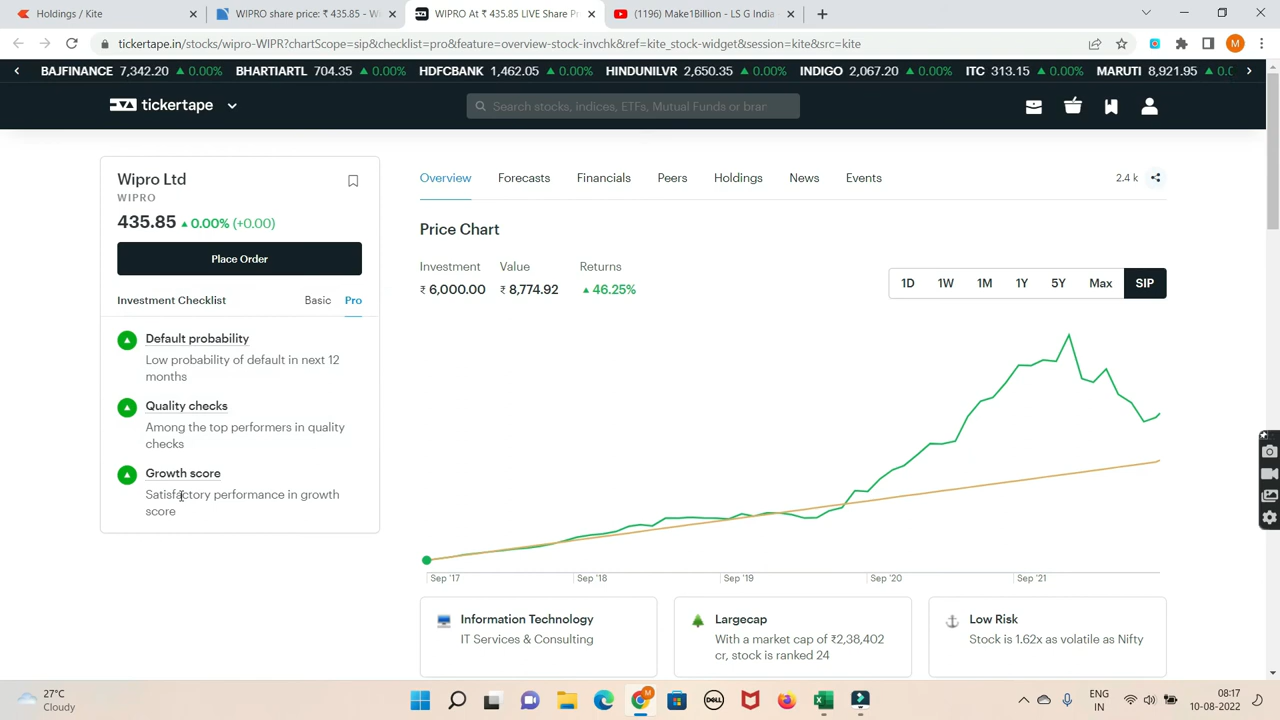 Holdings / Kite
WIPRO share price: ₹ 435.85 - Wi
WIPRO At ₹ 435.85 LIVE Share Pr
(1196) Make1Billion - LS G India
tickertape.in/stocks/wipro-WIPR?chartScope=sip&checklist=pro&feature=overview-stock-invchk&ref=kite_stock-widget&session=kite&src=kite
BAJFINANCE 7,342.20 0.00% BHARTIARTL 704.35 0.00% HDFCBANK 1,462.05 0.00% HINDUNILVR 2,650.35 0.00% INDIGO 2,067.20 0.00% ITC 313.15 0.00% MARUTI 8,921.95 0.0
tickertape
Search stocks, indices, ETFs, Mutual Funds or bran
Wipro Ltd
WIPRO
435.85 0.00% (+0.00)
Place Order
Investment Checklist Basic Pro
Default probability
Low probability of default in next 12
months
Quality checks
Among the top performers in quality
checks
Growth score
Satisfactory performance in growth
score
Overview Forecasts Financials Peers Holdings News Events 2.4 k
Price Chart
Investment Value Returns
₹ 6,000.00 ₹ 8,774.92 46.25%
1D 1W 1M 1Y 5Y Max SIP
Sep '17 Sep '18 Sep '19 Sep '20 Sep '21
Information Technology
IT Services & Consulting
Largecap
With a market cap of ₹2,38,402
cr, stock is ranked 24
Low Risk
Stock is 1.62x as volatile as Nifty
27°C
Cloudy
DELL
M
ENG
IN
08:17
10-08-2022